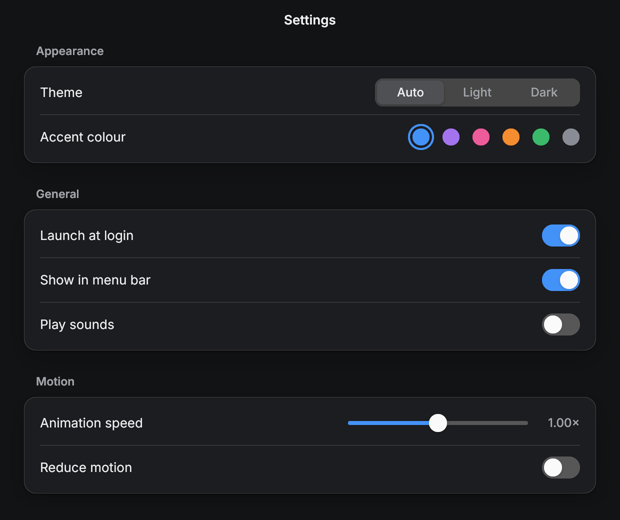 Settings
Appearance
Theme Auto Light Dark
Accent colour
General
Launch at login
Show in menu bar
Play sounds
Motion
Animation speed 1.00×
Reduce motion